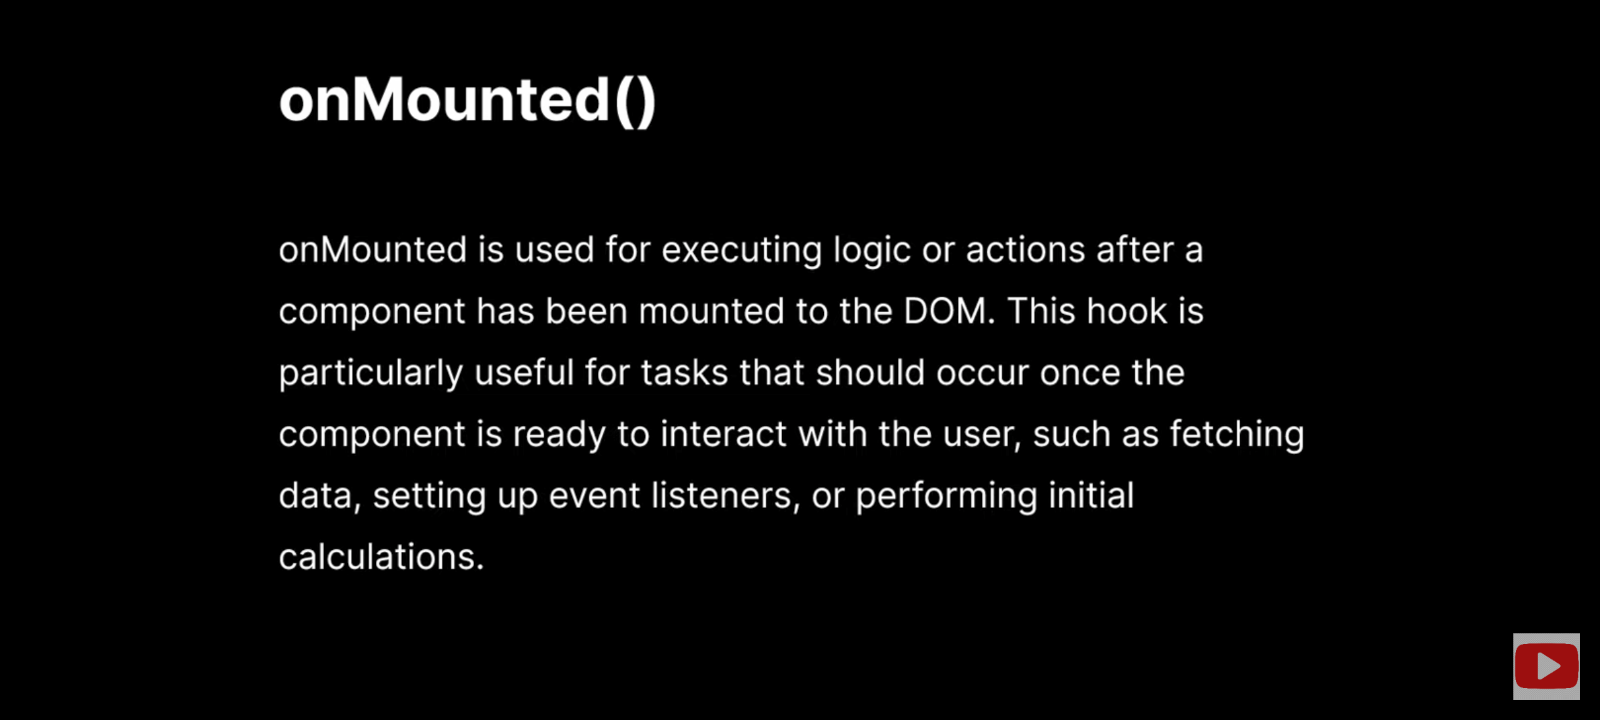 onMounted()
onMounted is used for executing logic or actions after a
component has been mounted to the DOM. This hook is
particularly useful for tasks that should occur once the
component is ready to interact with the user, such as fetching
data, setting up event listeners, or performing initial
calculations.